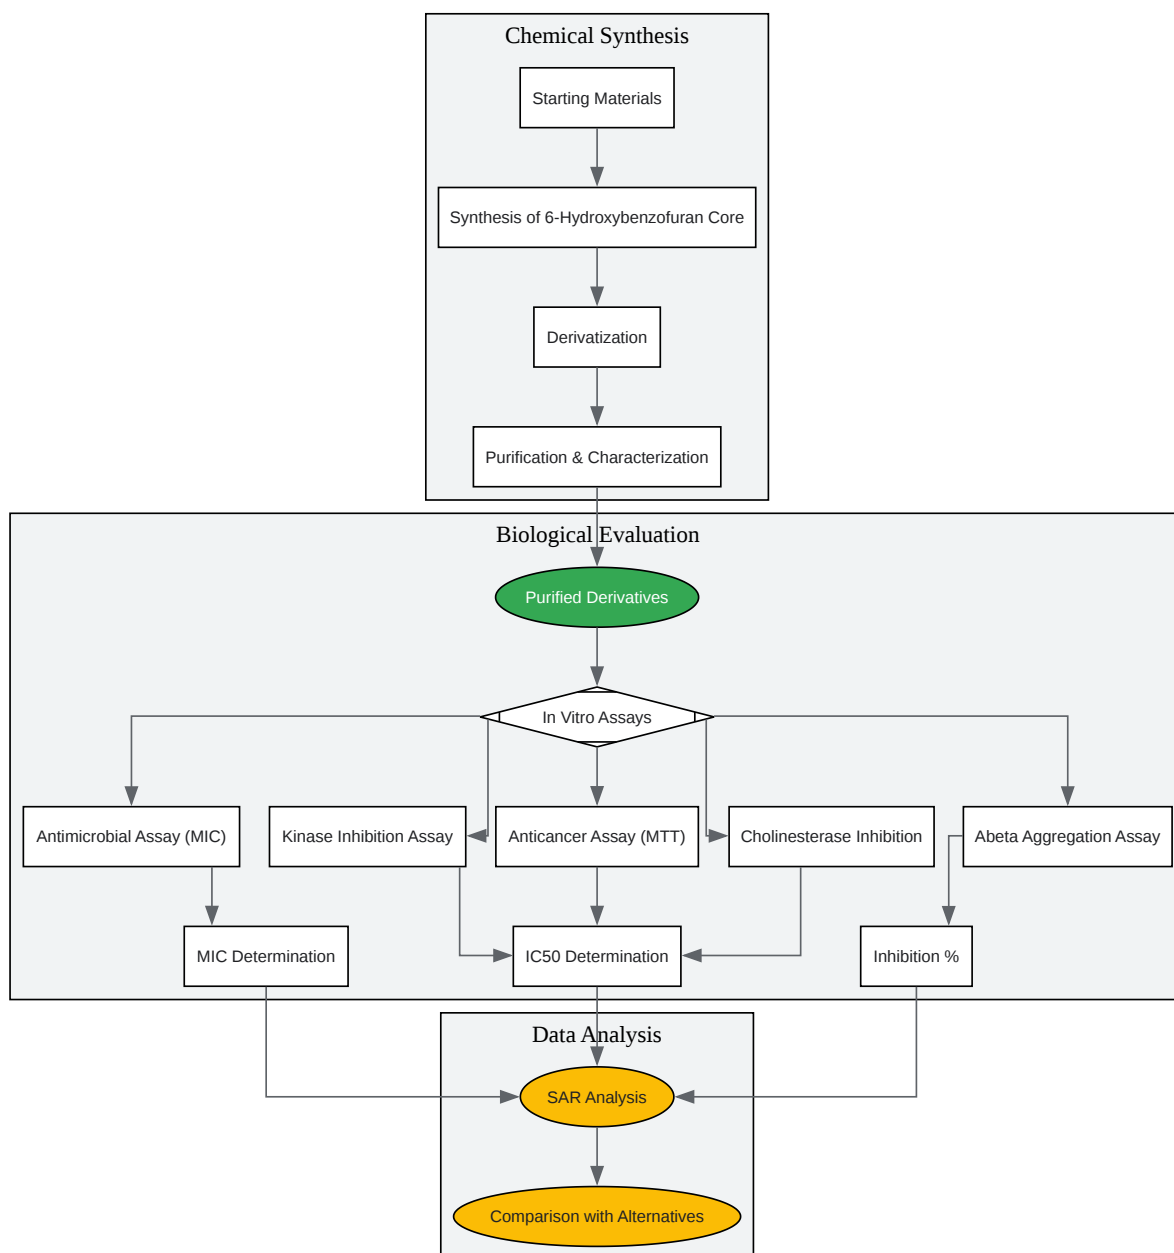 Chemical Synthesis
Starting Materials
Synthesis of 6-Hydroxybenzofuran Core
Derivatization
Purification & Characterization
Biological Evaluation
Purified Derivatives
In Vitro Assays
Antimicrobial Assay (MIC)
Kinase Inhibition Assay
Anticancer Assay (MTT)
Cholinesterase Inhibition
Abeta Aggregation Assay
MIC Determination
IC50 Determination
Inhibition %
Data Analysis
SAR Analysis
Comparison with Alternatives